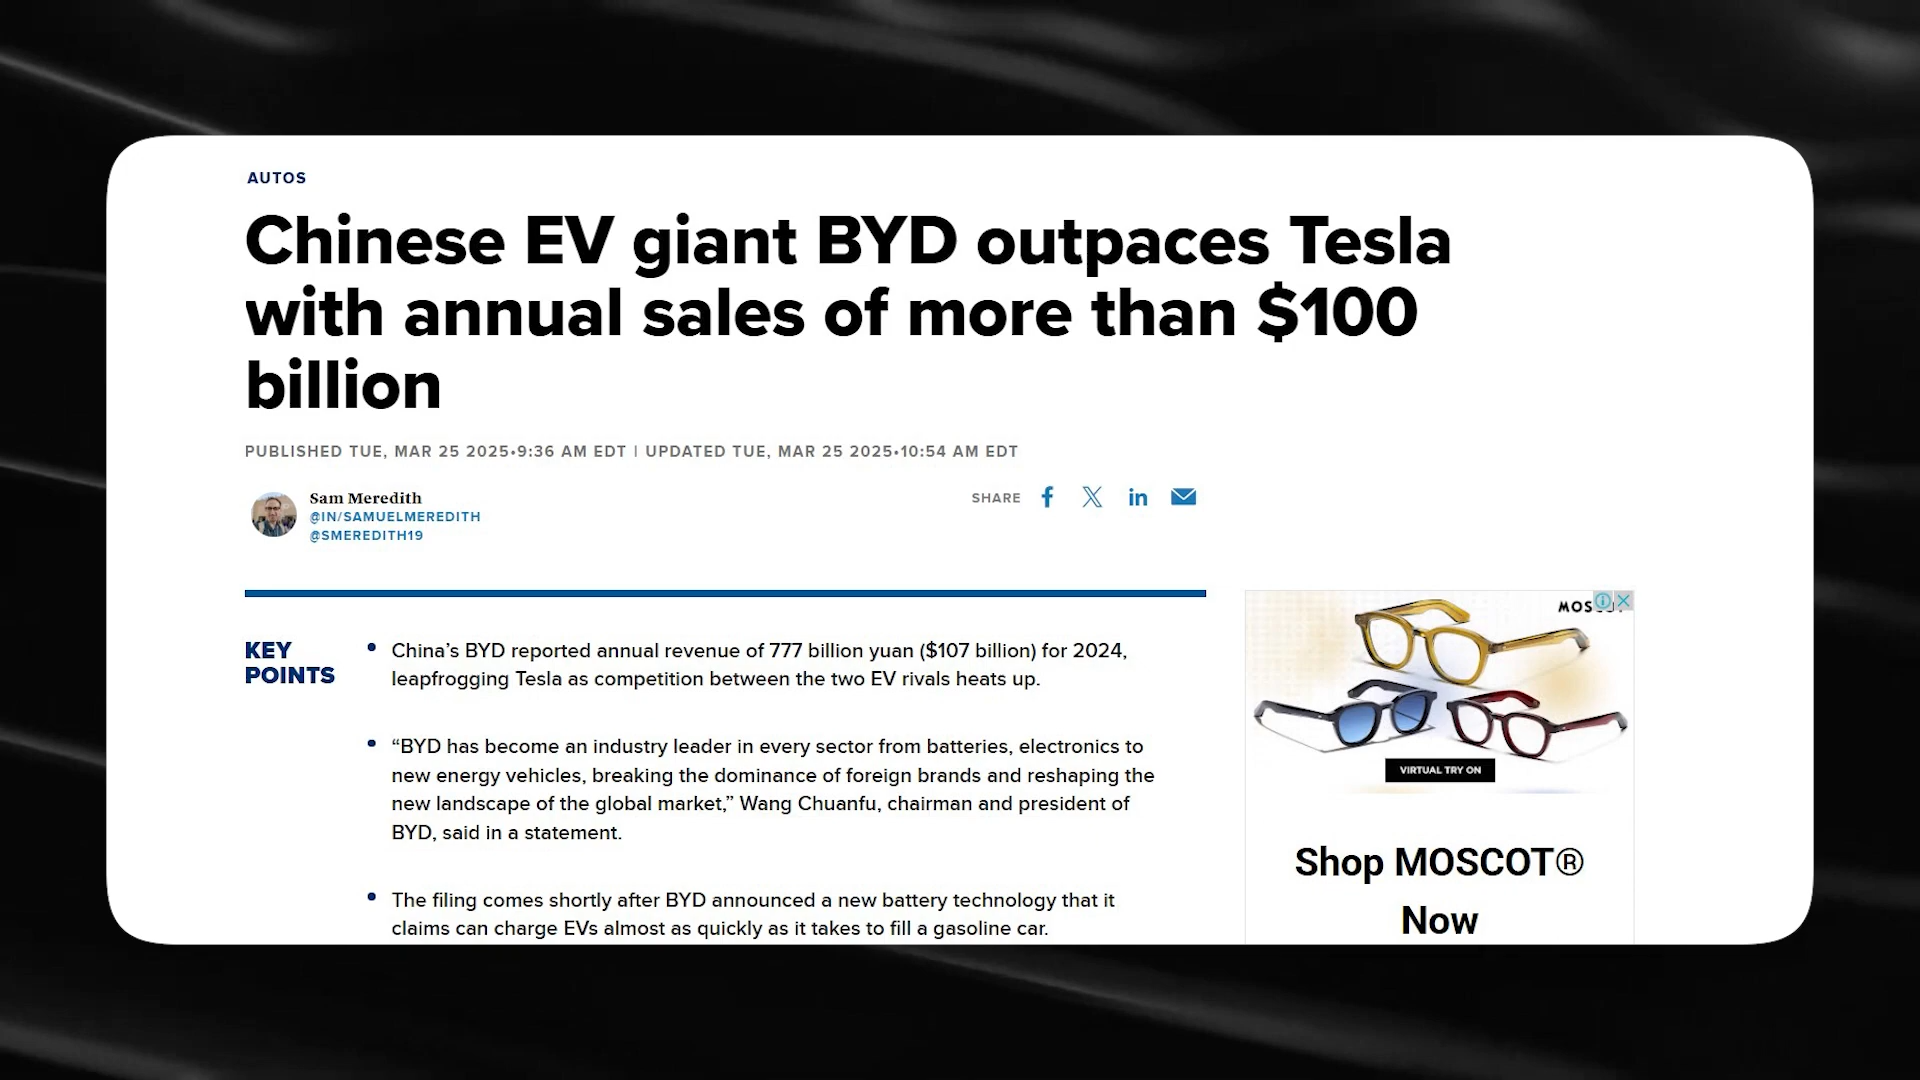 AUTOS
Chinese EV giant BYD outpaces Tesla
with annual sales of more than $100
billion
PUBLISHED TUE, MAR 25 2025•9:36 AM EDT | UPDATED TUE, MAR 25 2025•10:54 AM EDT
Sam Meredith
@IN/SAMUELMEREDITH
@SMEREDITH19
SHARE
KEY
POINTS
• China’s BYD reported annual revenue of 777 billion yuan ($107 billion) for 2024,
leapfrogging Tesla as competition between the two EV rivals heats up.
• “BYD has become an industry leader in every sector from batteries, electronics to
new energy vehicles, breaking the dominance of foreign brands and reshaping the
new landscape of the global market,” Wang Chuanfu, chairman and president of
BYD, said in a statement.
• The filing comes shortly after BYD announced a new battery technology that it
claims can charge EVs almost as quickly as it takes to fill a gasoline car.
VIRTUAL TRY ON
Shop MOSCOT®
Now